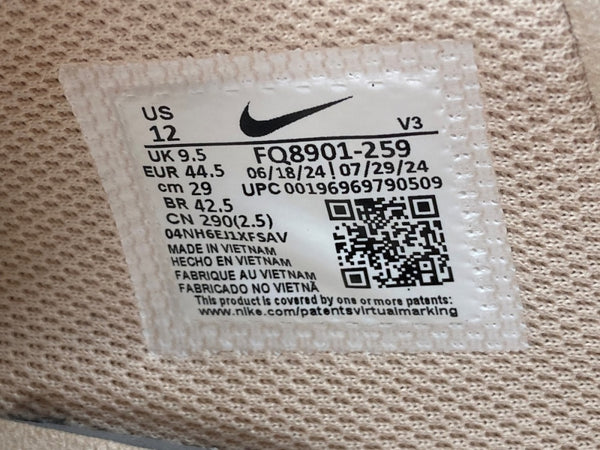 US
12
V3
UK 9.5
FQ8901-259
EUR 44.5
06/18/24 | 07/29/24
cm 29
UPC 00196969790509
BR 42.5
CN 290(2.5)
04NH6EJ1XFSAV
MADE IN VIETNAM
HECHO EN VIETNAM
FABRIQUE AU VIETNAM
FABRICADO NO VIETNÃ
This product is covered by one or more patents:
www.nike.com/patentsvirtualmarking